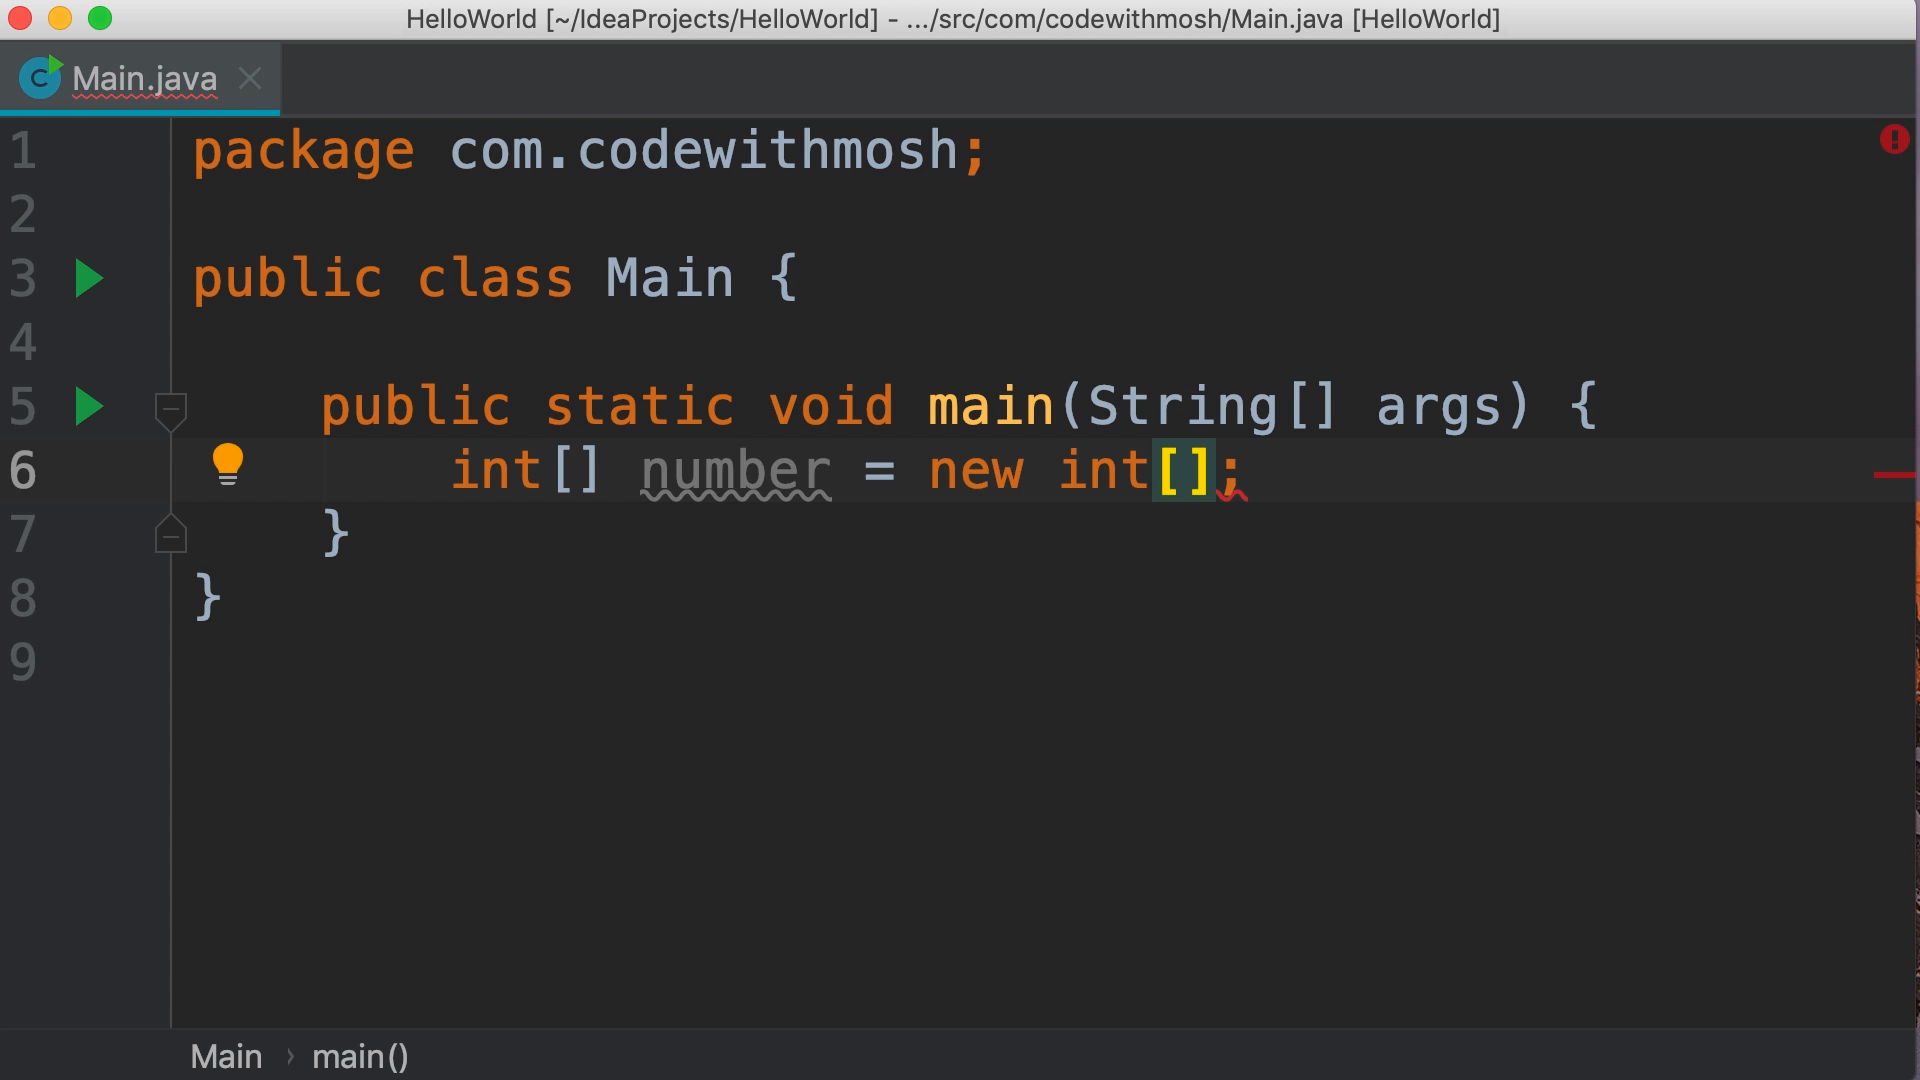 HelloWorld [~/IdeaProjects/HelloWorld] - .../src/com/codewithmosh/Main.java [HelloWorld]
Main.java
1 package com.codewithmosh;
2
3 public class Main {
4
5 public static void main(String[] args) {
6 int[] number = new int[];
7 }
8 }
9
Main › main()